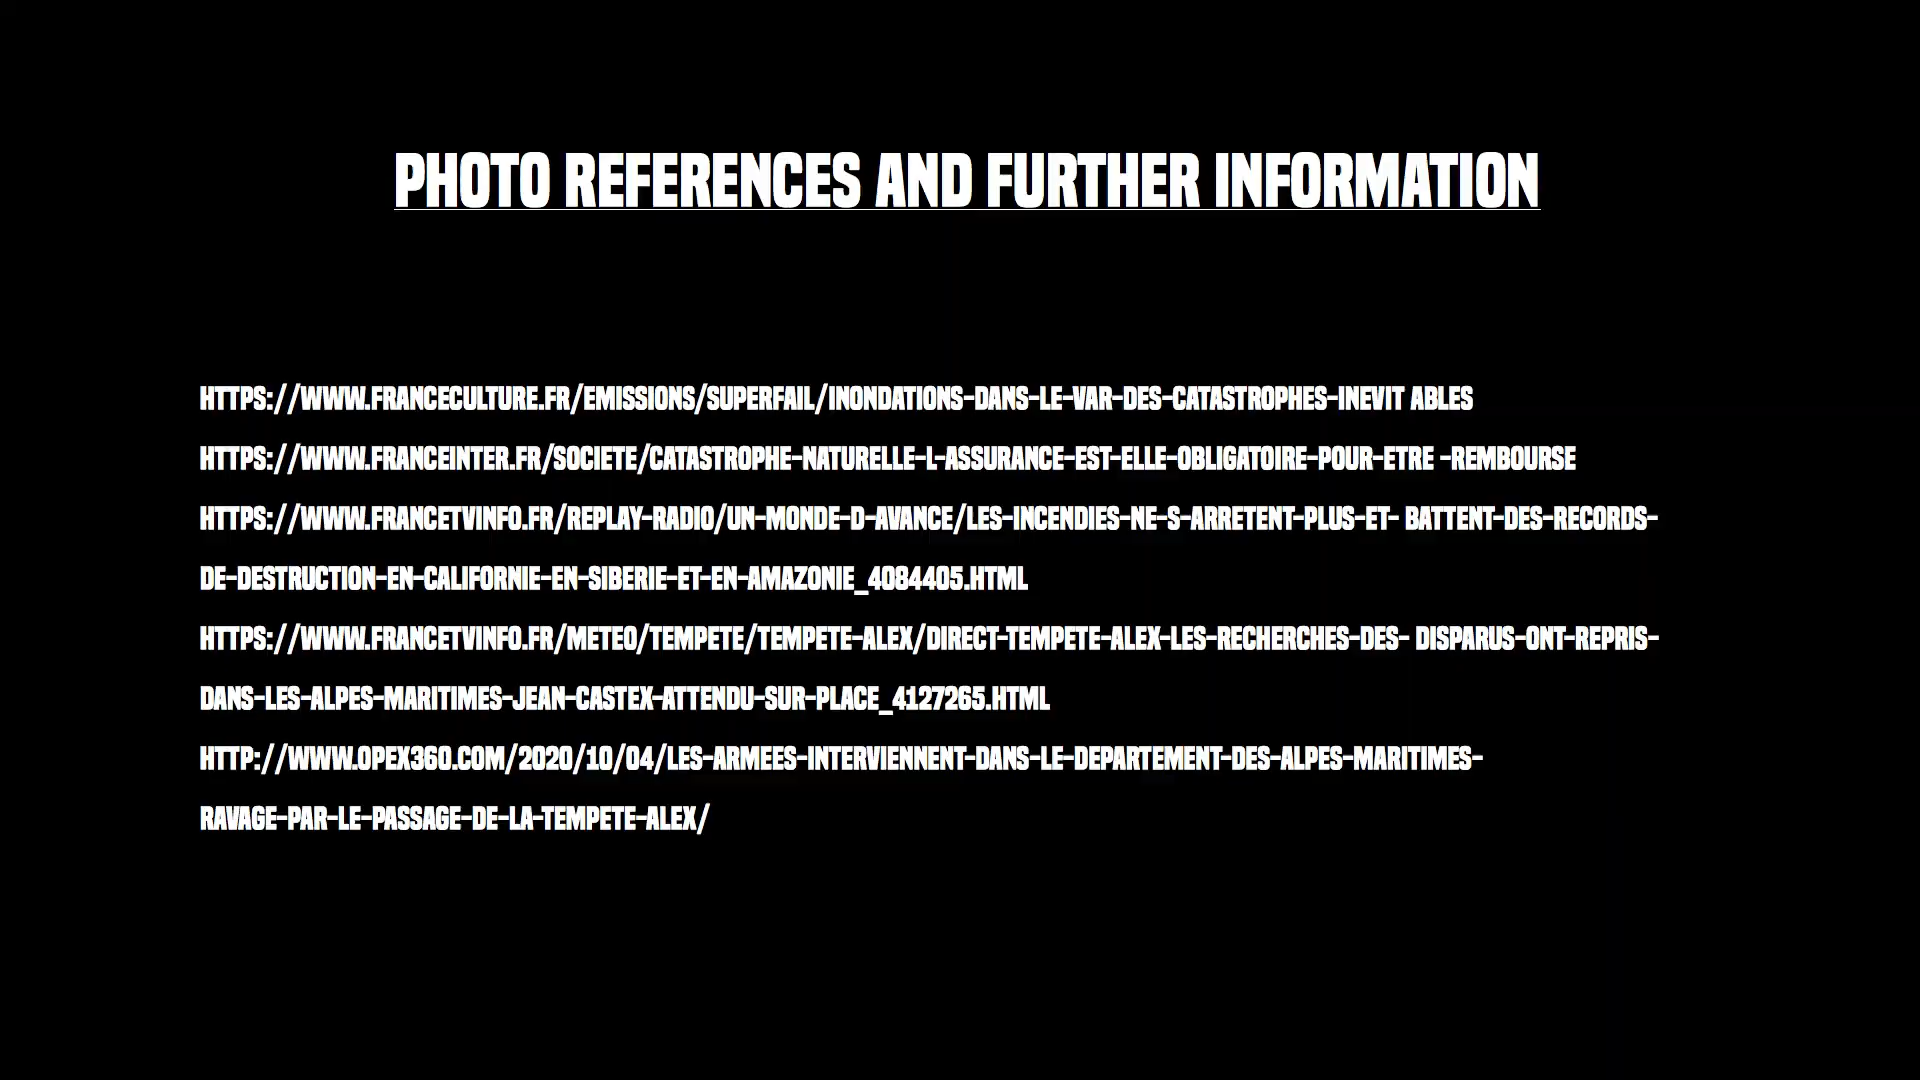 PHOTO REFERENCES AND FURTHER INFORMATION
HTTPS://WWW.FRANCECULTURE.FR/EMISSIONS/SUPERFAIL/INONDATIONS-DANS-LE-VAR-DES-CATASTROPHES-INEVIT ABLES
HTTPS://WWW.FRANCEINTER.FR/SOCIETE/CATASTROPHE-NATURELLE-L-ASSURANCE-EST-ELLE-OBLIGATOIRE-POUR-ETRE -REMBOURSE
HTTPS://WWW.FRANCETVINFO.FR/REPLAY-RADIO/UN-MONDE-D-AVANCE/LES-INCENDIES-NE-S-ARRETENT-PLUS-ET- BATTENT-DES-RECORDS-
DE-DESTRUCTION-EN-CALIFORNIE-EN-SIBERIE-ET-EN-AMAZONIE_4084405.HTML
HTTPS://WWW.FRANCETVINFO.FR/METEO/TEMPETE/TEMPETE-ALEX/DIRECT-TEMPETE-ALEX-LES-RECHERCHES-DES- DISPARUS-ONT-REPRIS-
DANS-LES-ALPES-MARITIMES-JEAN-CASTEX-ATTENDU-SUR-PLACE_4127265.HTML
HTTP://WWW.OPEX360.COM/2020/10/04/LES-ARMEES-INTERVIENNENT-DANS-LE-DEPARTEMENT-DES-ALPES-MARITIMES-
RAVAGE-PAR-LE-PASSAGE-DE-LA-TEMPETE-ALEX/